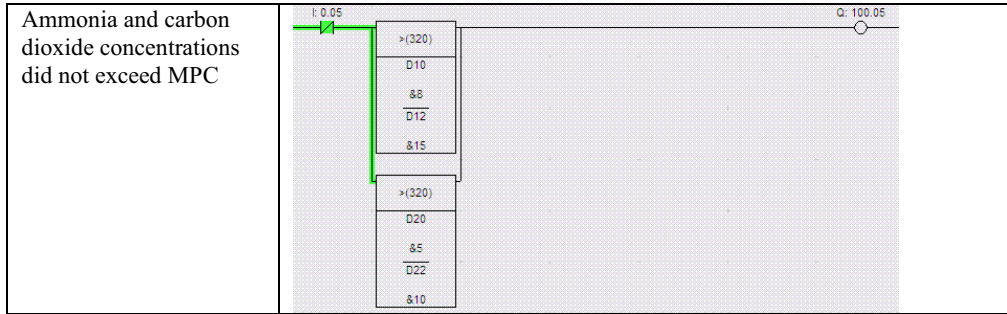 Ammonia and carbon
dioxide concentrations
did not exceed MPC
I: 0.05
Q: 100.05
>(320)
D10
&8
D12
&15
>(320)
D20
&5
D22
&10